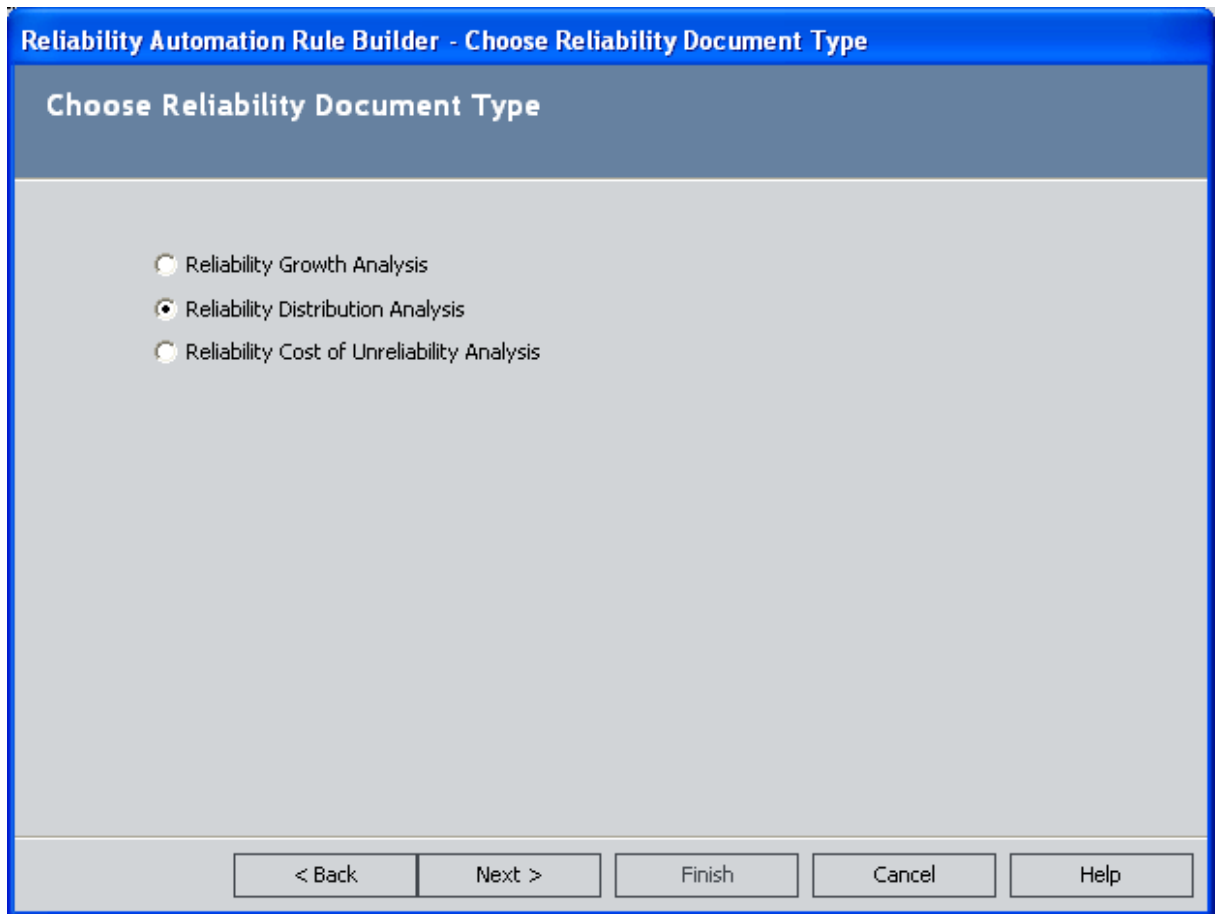 Reliability Automation Rule Builder - Choose Reliability Document Type
Choose Reliability Document Type
Reliability Growth Analysis
Reliability Distribution Analysis
Reliability Cost of Unreliability Analysis
< Back Next > Finish Cancel Help